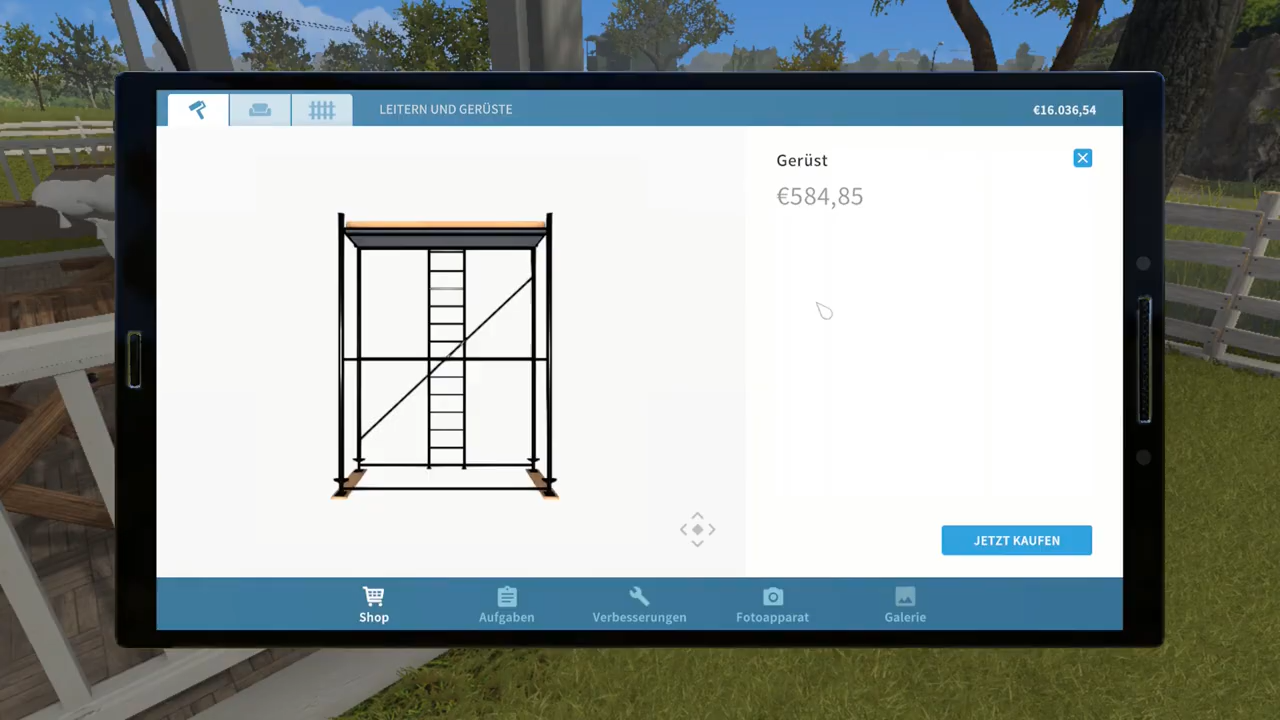 LEITERN UND GERÜSTE
€16.036,54
Gerüst
€584,85
JETZT KAUFEN
Shop
Aufgaben
Verbesserungen
Fotoapparat
Galerie